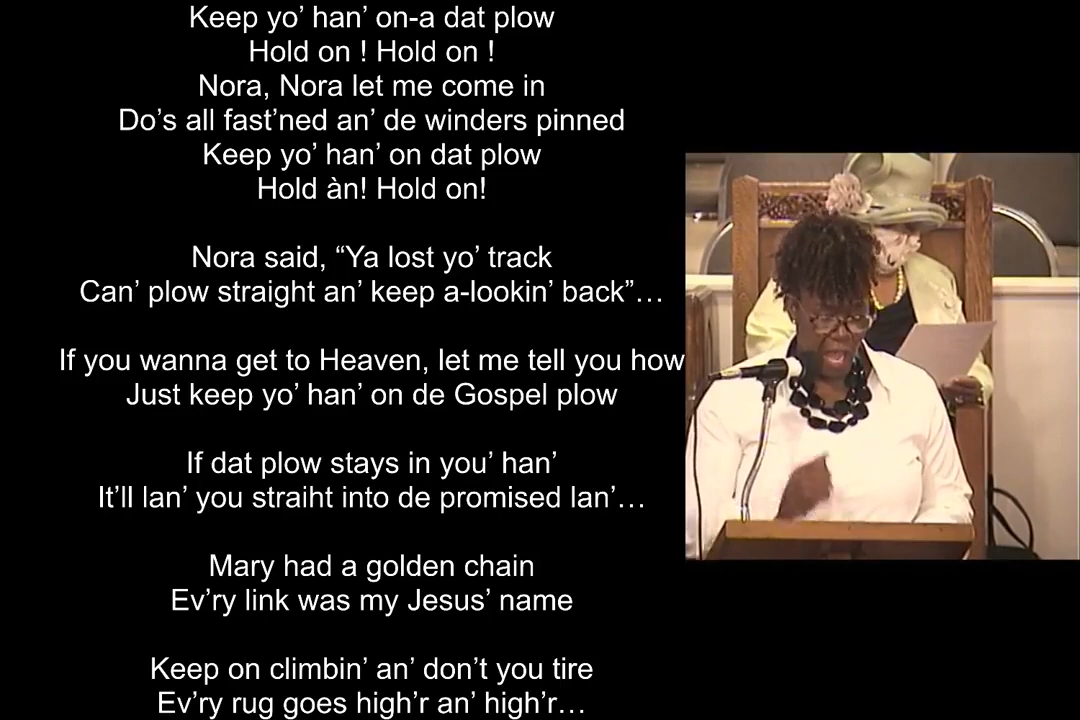 Keep yo’ han’ on-a dat plow
Hold on ! Hold on !
Nora, Nora let me come in
Do’s all fast’ned an’ de winders pinned
Keep yo’ han’ on dat plow
Hold àn! Hold on!
Nora said, “Ya lost yo’ track
Can’ plow straight an’ keep a-lookin’ back”…
If you wanna get to Heaven, let me tell you how
Just keep yo’ han’ on de Gospel plow
If dat plow stays in you’ han’
It’ll lan’ you straiht into de promised lan’…
Mary had a golden chain
Ev’ry link was my Jesus’ name
Keep on climbin’ an’ don’t you tire
Ev’ry rug goes high’r an’ high’r…